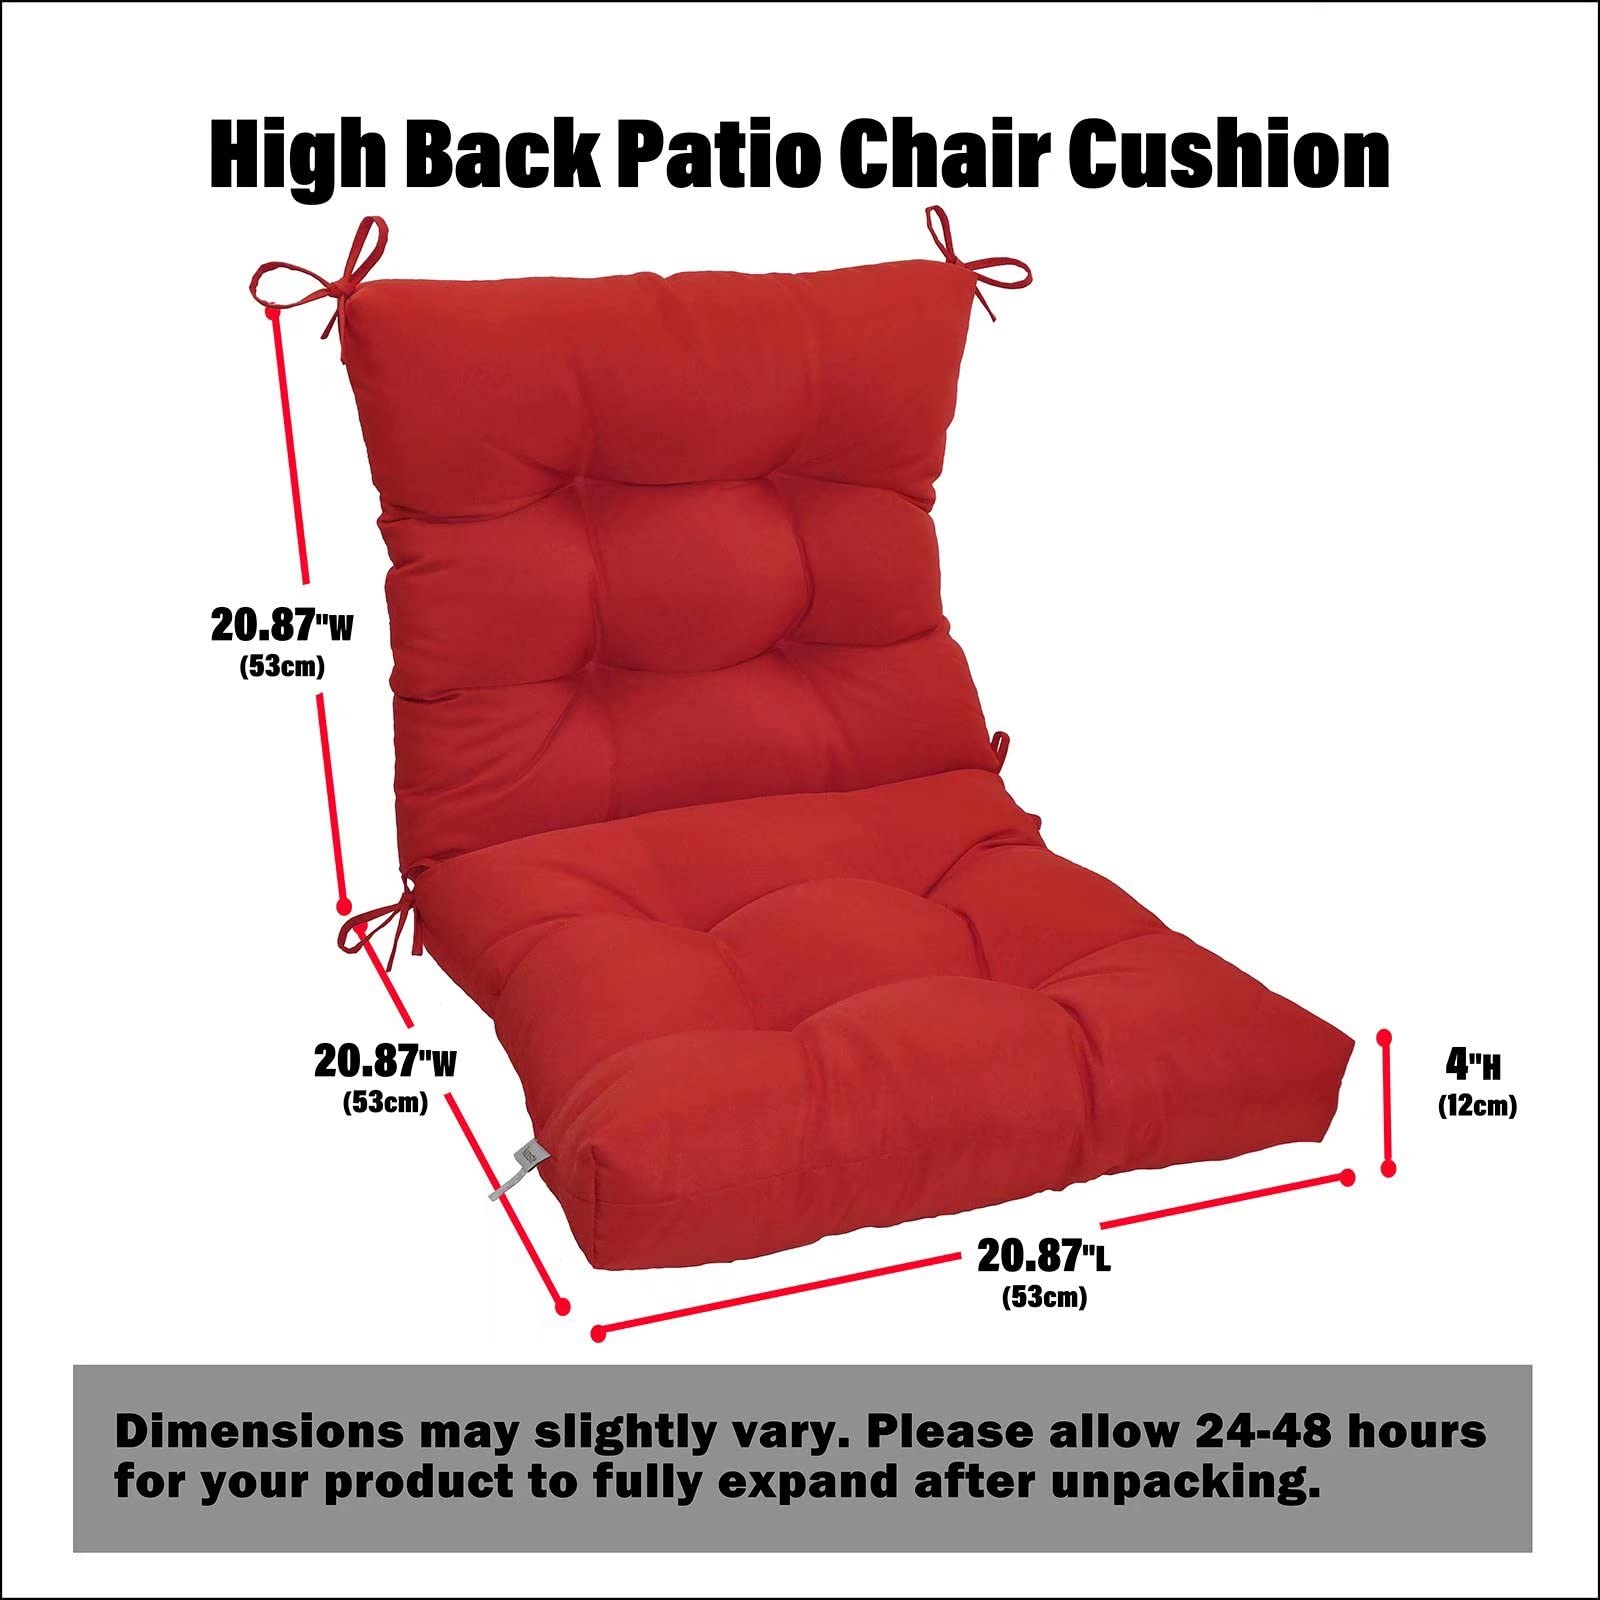 High Back Patio Chair Cushion
20.87"W
(53cm)
20.87"W
(53cm)
4"H
(12cm)
20.87"L
(53cm)
Dimensions may slightly vary. Please allow 24-48 hours
for your product to fully expand after unpacking.